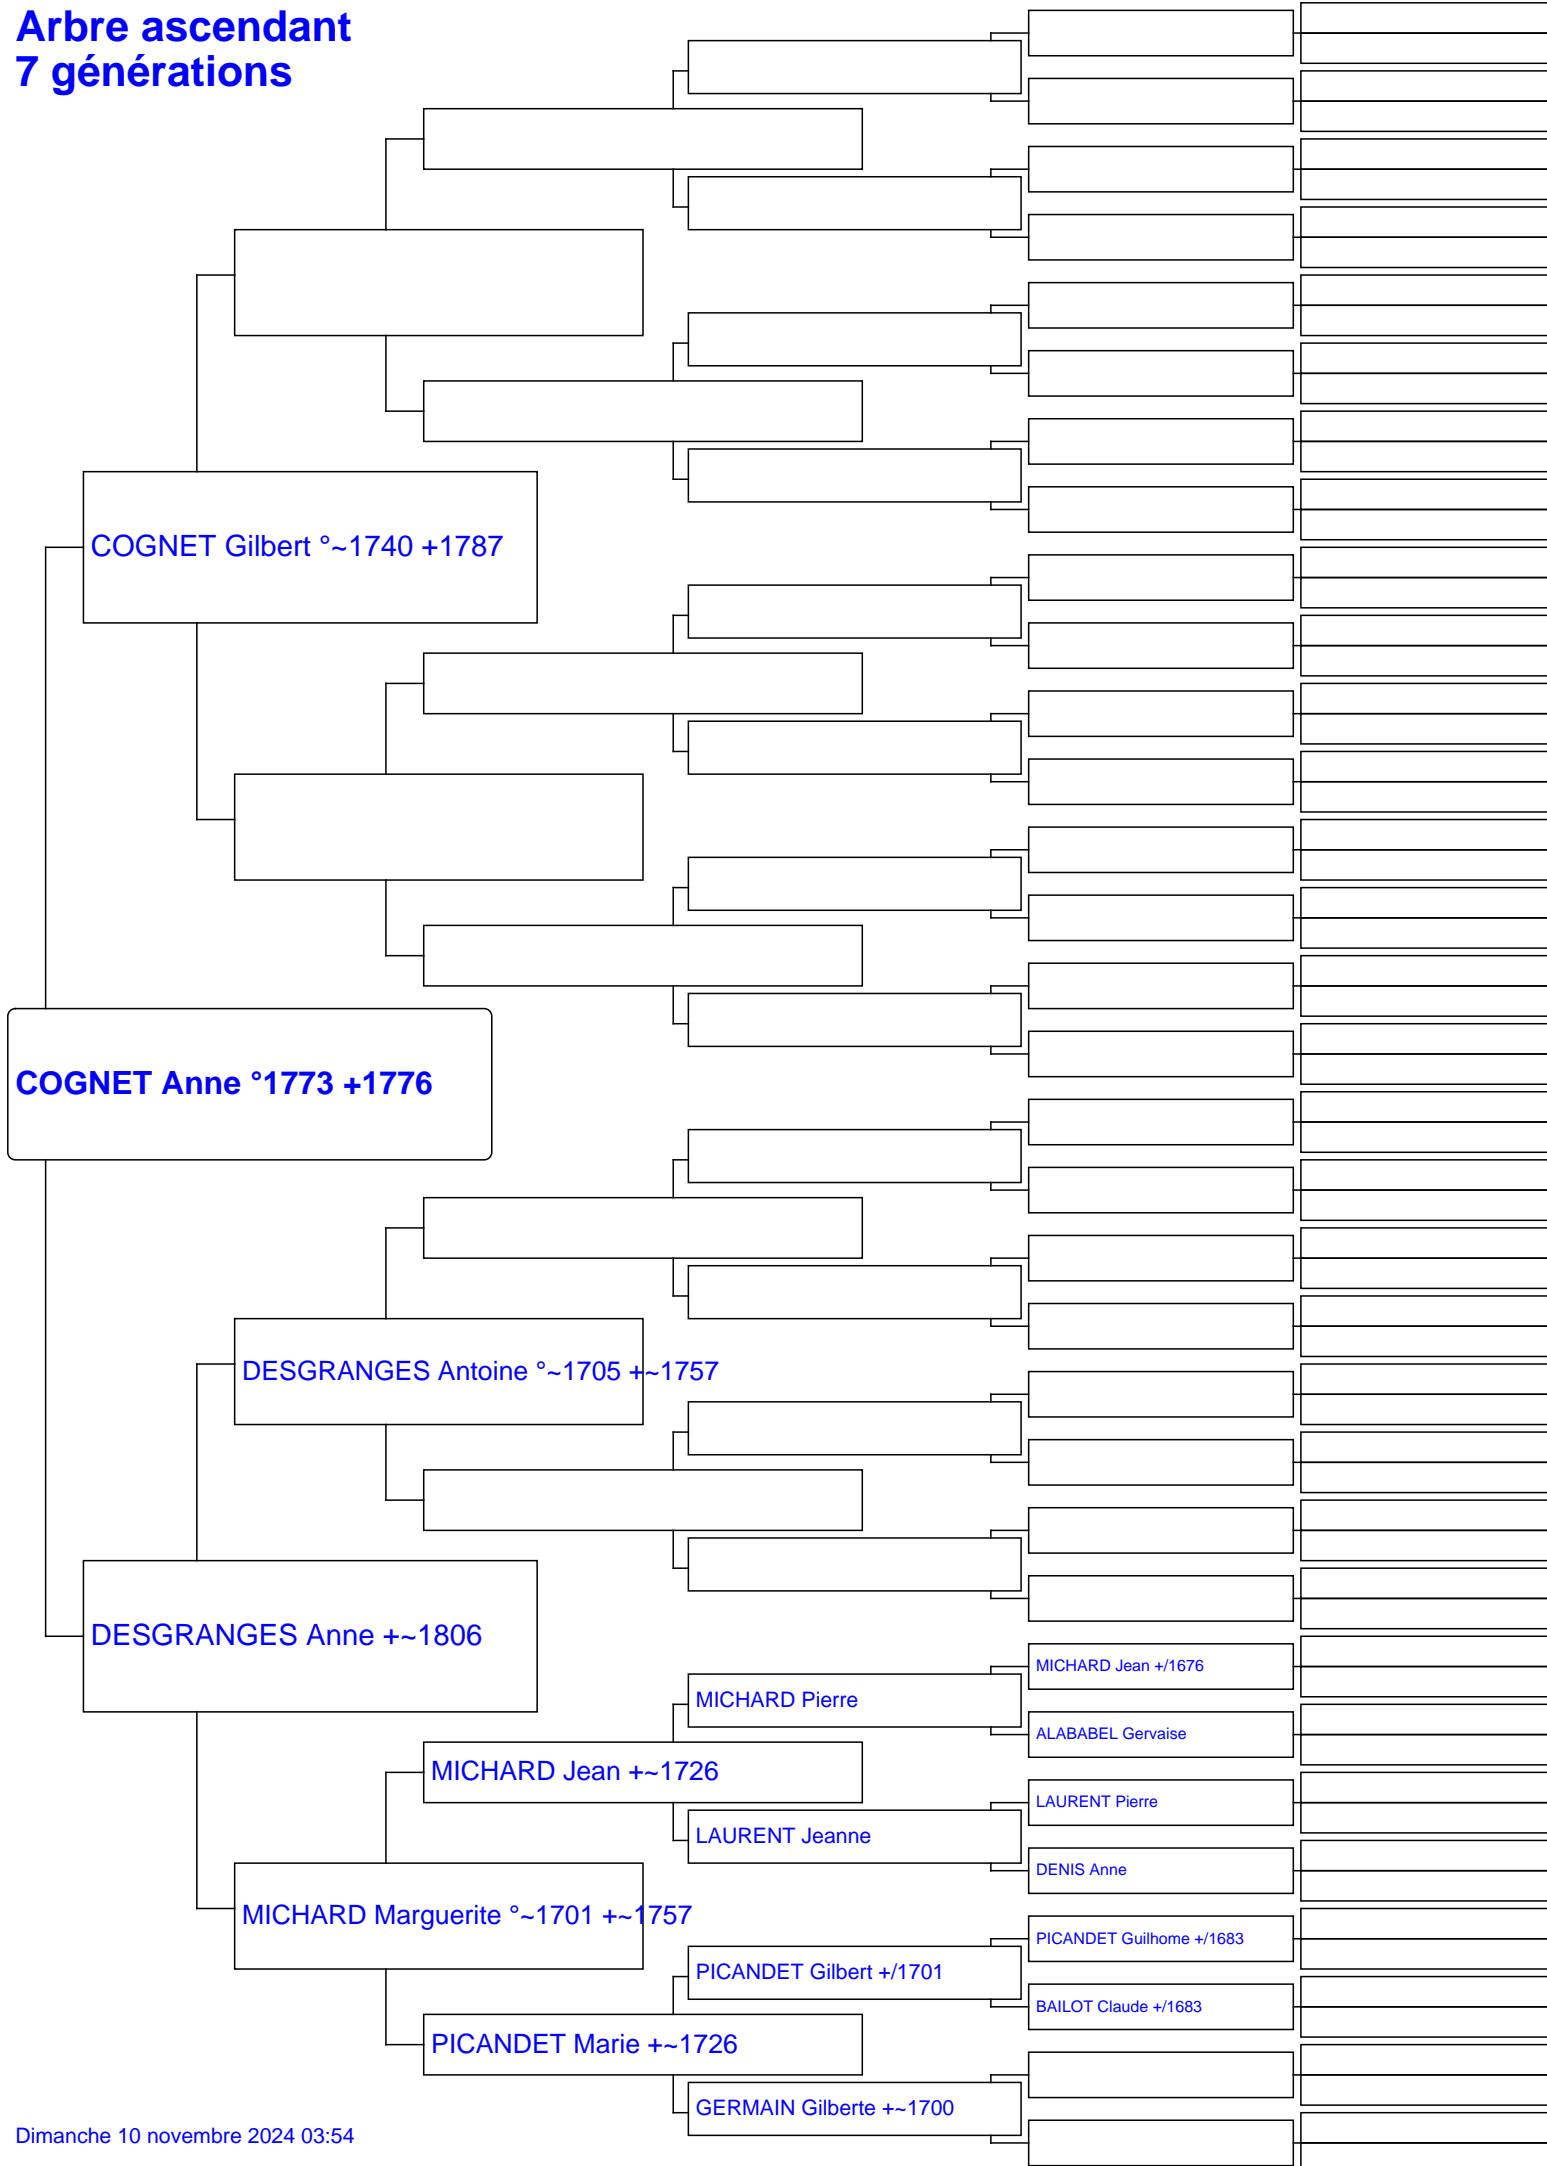 Arbre ascendant
7 générations
COGNET Gilbert °~1740 +1787
COGNET Anne °1773 +1776
DESGRANGES Antoine °~1705 +~1757
DESGRANGES Anne +~1806
MICHARD Jean +/1676
MICHARD Pierre
ALABABEL Gervaise
MICHARD Jean +~1726
LAURENT Pierre
LAURENT Jeanne
DENIS Anne
MICHARD Marguerite °~1701 +~1757
PICANDET Guilhome +/1683
PICANDET Gilbert +/1701
BAILOT Claude +/1683
PICANDET Marie +~1726
GERMAIN Gilberte +~1700
Dimanche 10 novembre 2024 03:54